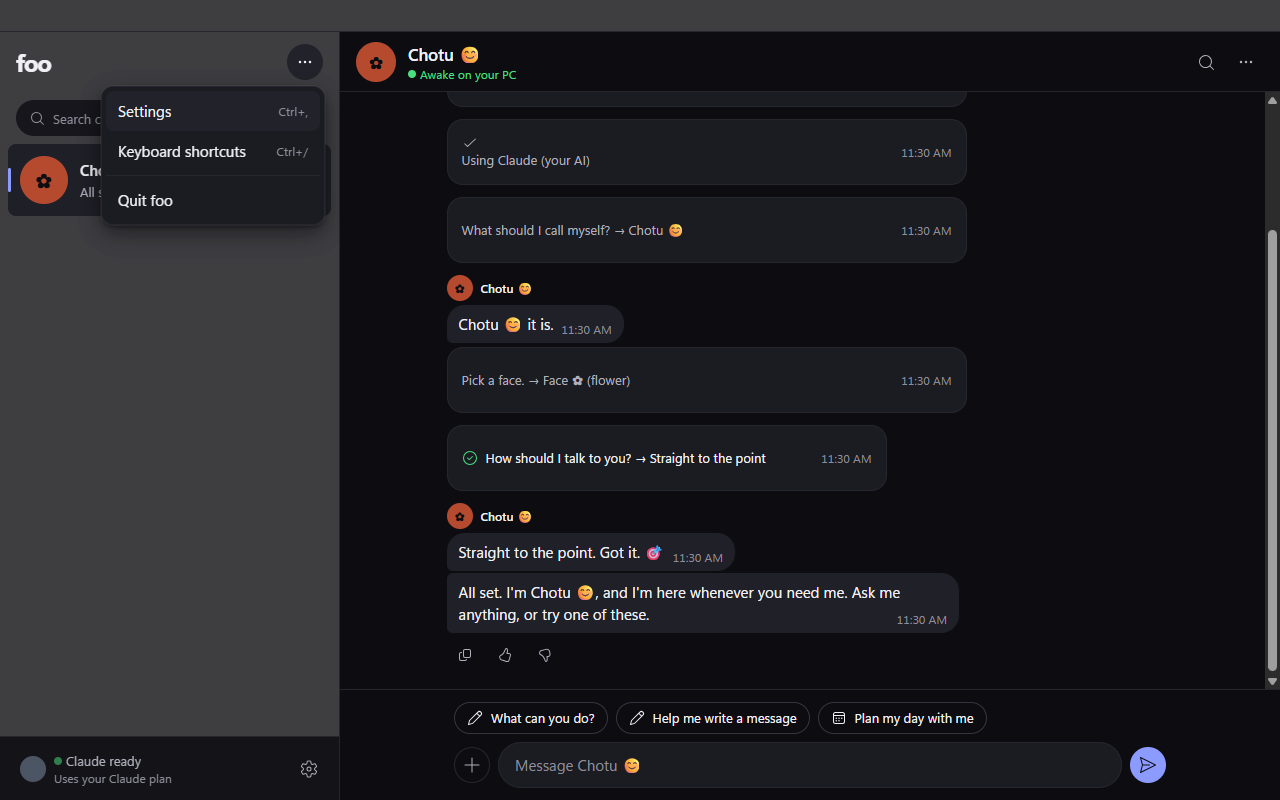 foo
Search c
Settings Ctrl+,
Keyboard shortcuts Ctrl+/
Quit foo
Cho
All s
Claude ready
Uses your Claude plan
Chotu 😊
Awake on your PC
Using Claude (your AI) 11:30 AM
What should I call myself? → Chotu 😊 11:30 AM
Chotu 😊
Chotu 😊 it is. 11:30 AM
Pick a face. → Face ✿ (flower) 11:30 AM
How should I talk to you? → Straight to the point 11:30 AM
Chotu 😊
Straight to the point. Got it. 🎯 11:30 AM
All set. I'm Chotu 😊, and I'm here whenever you need me. Ask me
anything, or try one of these. 11:30 AM
What can you do? Help me write a message Plan my day with me
Message Chotu 😊